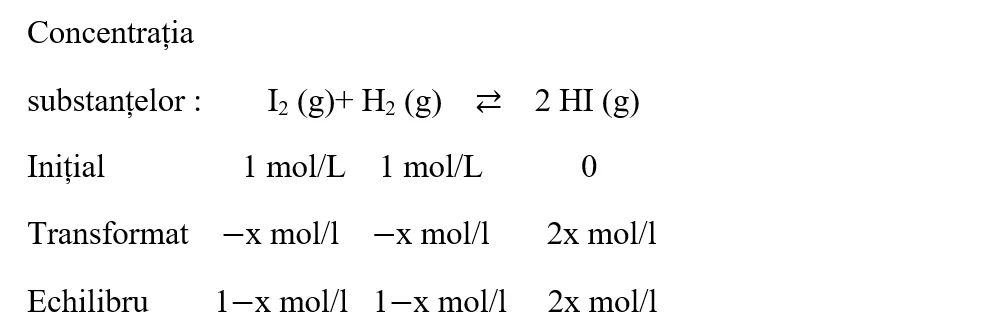 Concentrația
substanțelor : I₂ (g)+ H₂ (g) ⇄ 2 HI (g)
Inițial 1 mol/L 1 mol/L 0
Transformat −x mol/l −x mol/l 2x mol/l
Echilibru 1−x mol/l 1−x mol/l 2x mol/l